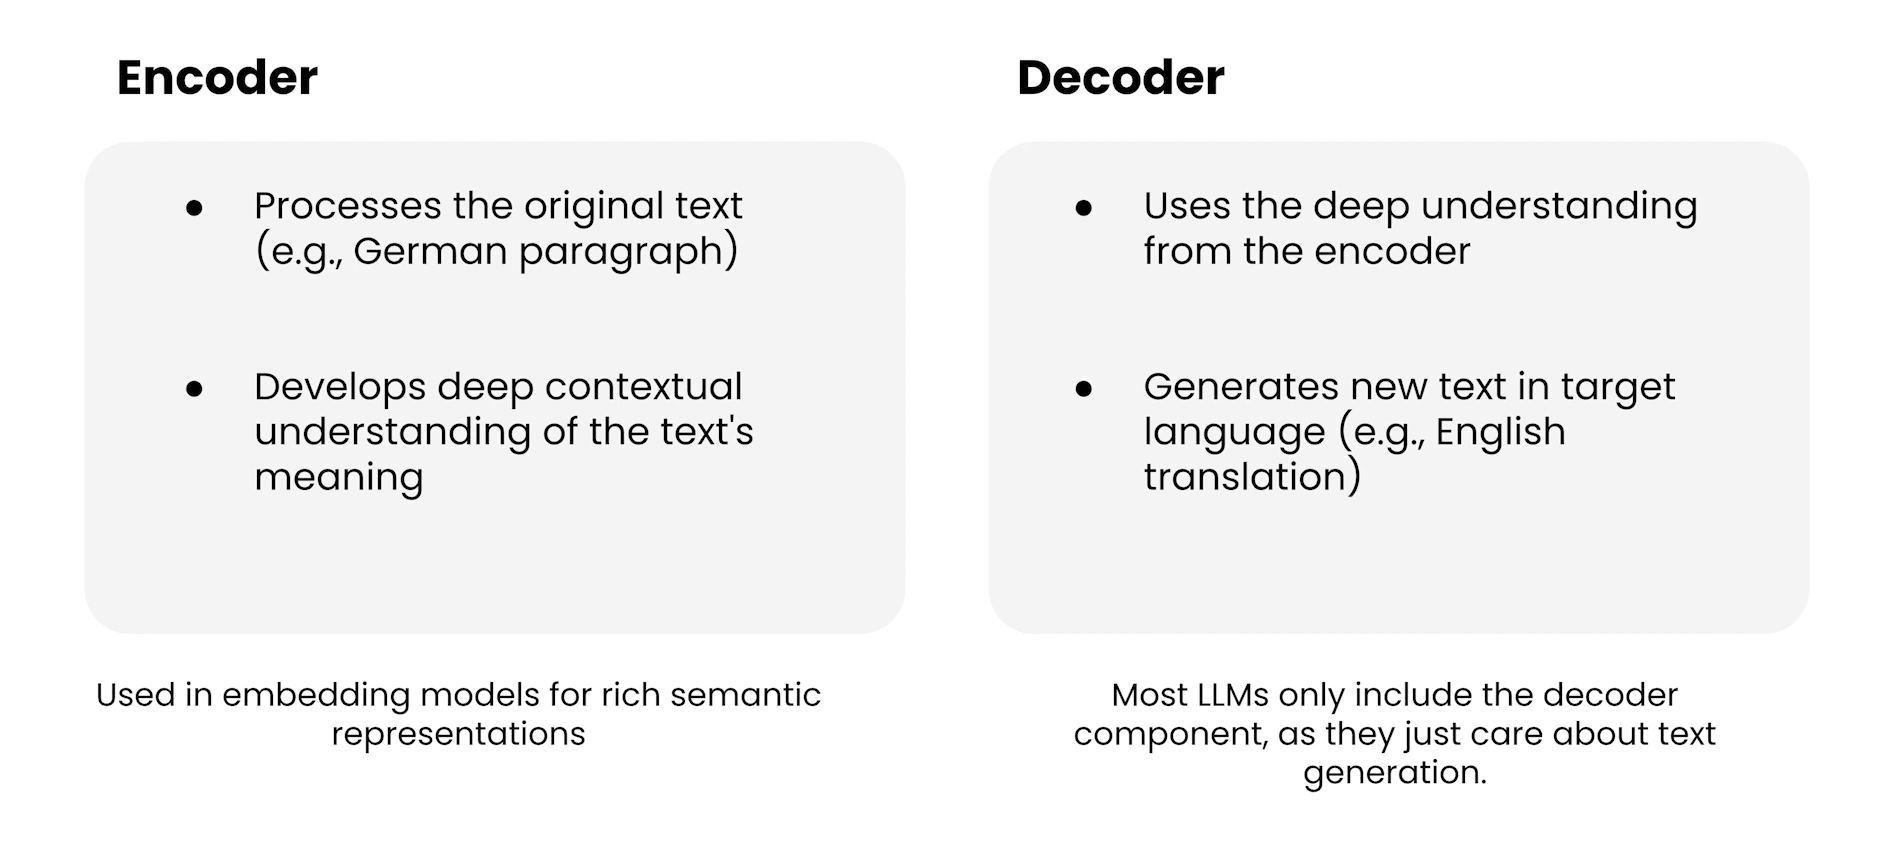 Encoder
● Processes the original text
(e.g., German paragraph)
● Develops deep contextual
understanding of the text's
meaning
Used in embedding models for rich semantic
representations
Decoder
● Uses the deep understanding
from the encoder
● Generates new text in target
language (e.g., English
translation)
Most LLMs only include the decoder
component, as they just care about text
generation.